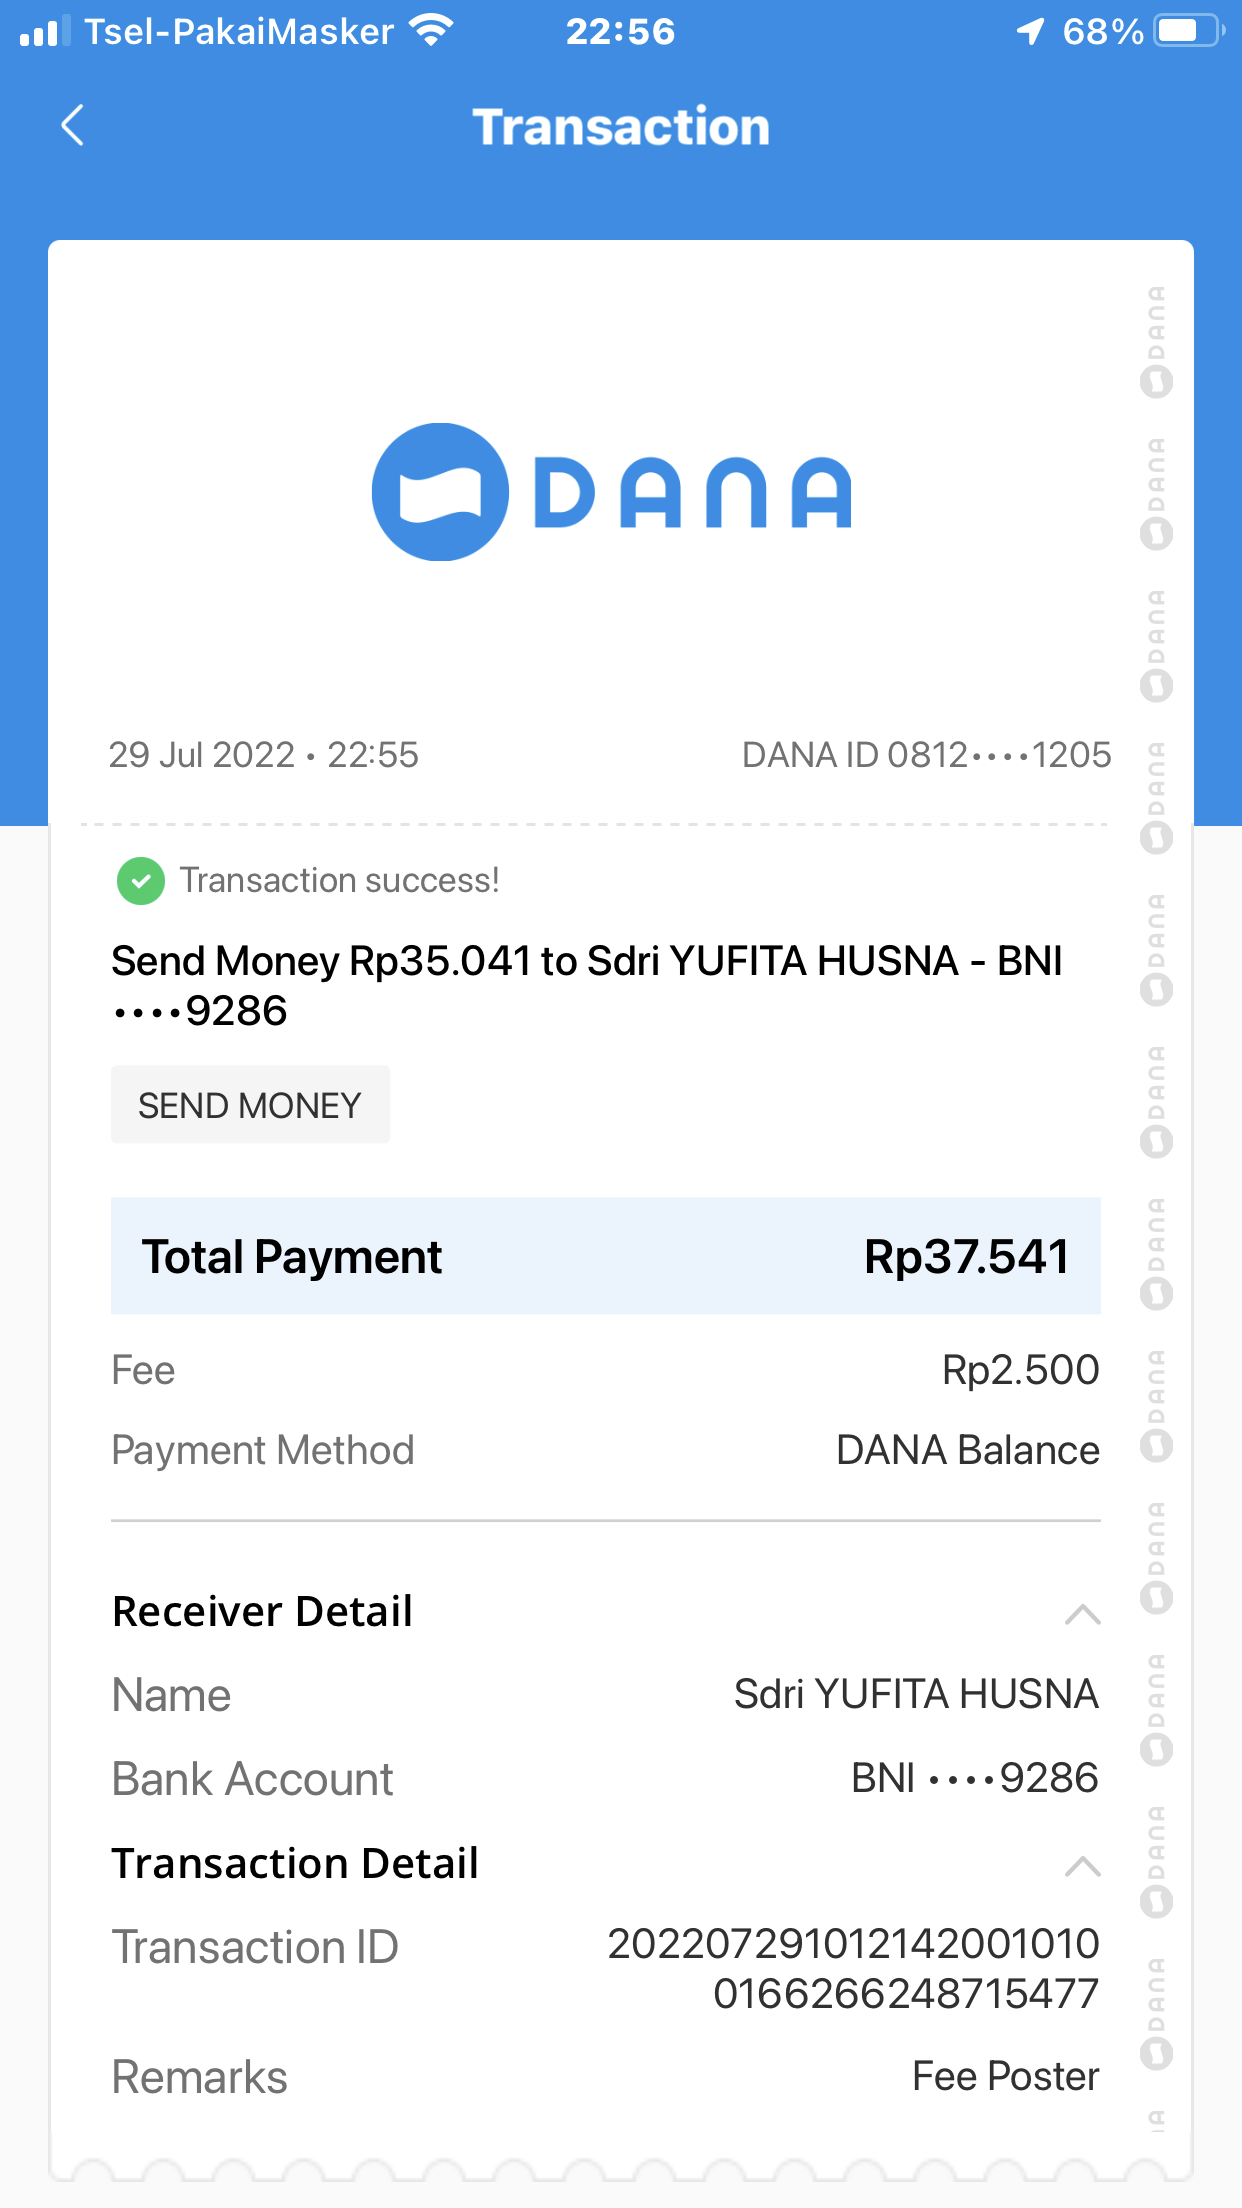 Tsel-PakaiMasker 22:56 68%
Transaction
DANA
29 Jul 2022 • 22:55 DANA ID 0812••••1205
Transaction success!
Send Money Rp35.041 to Sdri YUFITA HUSNA - BNI
••••9286
SEND MONEY
Total Payment Rp37.541
Fee Rp2.500
Payment Method DANA Balance
Receiver Detail
Name Sdri YUFITA HUSNA
Bank Account BNI ••••9286
Transaction Detail
Transaction ID 202207291012142001010
0166266248715477
Remarks Fee Poster
DANA
DANA
DANA
DANA
DANA
DANA
DANA
DANA
DANA
DANA
DANA
DANA